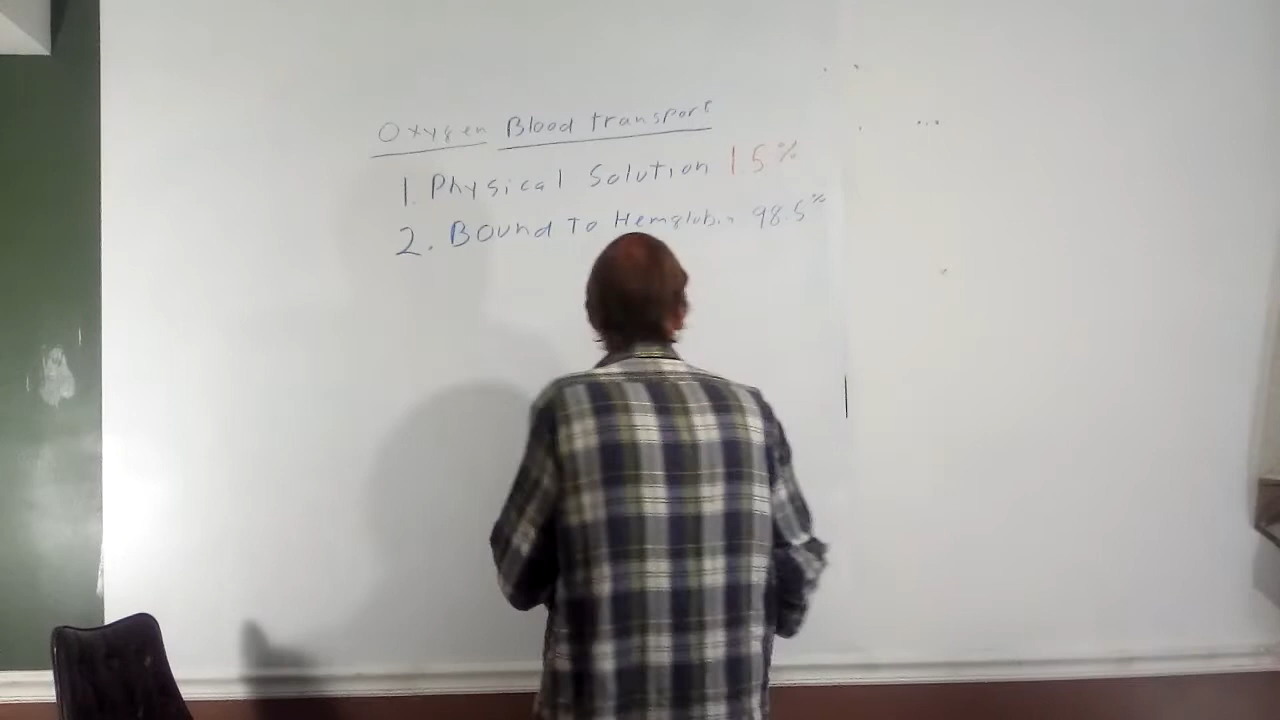 Oxygen Blood transport
1. Physical Solution 1.5%
2. Bound To Hemglobin 98.5%